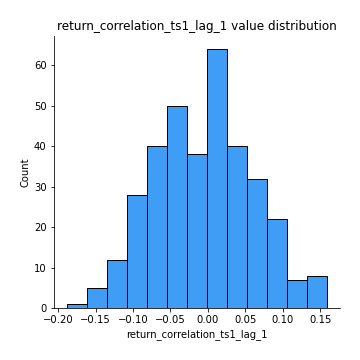 return_correlation_ts1_lag_1 value distribution
60
50
40
30
20
10
0
Count
−0.20 −0.15 −0.10 −0.05 0.00 0.05 0.10 0.15
return_correlation_ts1_lag_1